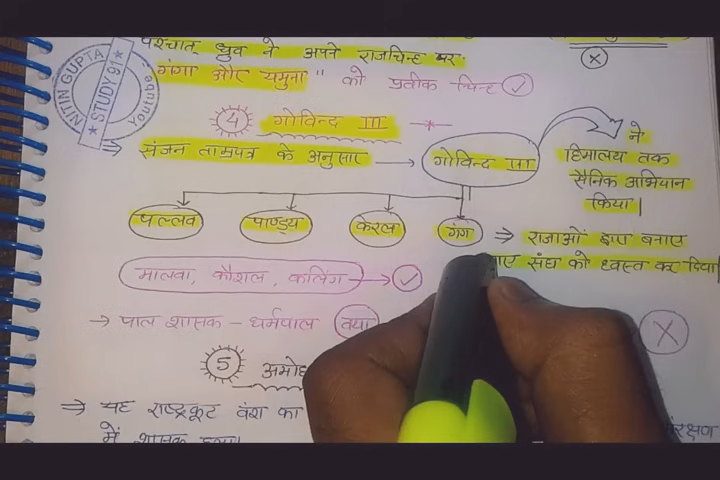 पश्चात् ध्रुव ने अपने राजचिन्ह पर
गंगा और यमुना" को प्रतीक चिन्ह
NITIN GUPTA
STUDY 91
Youtube
4 गोविन्द III
⇒ संजन ताम्रपत्र के अनुसार → गोविन्द III
ने
हिमालय तक
सैनिक अभियान
किया।
पल्लव पाण्ड्य केरल गंग ⇒ राजाओं द्वारा बनाए
संघ को ध्वस्त कर दिया
मालवा, कौशल, कलिंग →
→ पाल शासक - धर्मपाल
5
⇒ यह राष्ट्रकूट वंश का
में शासक